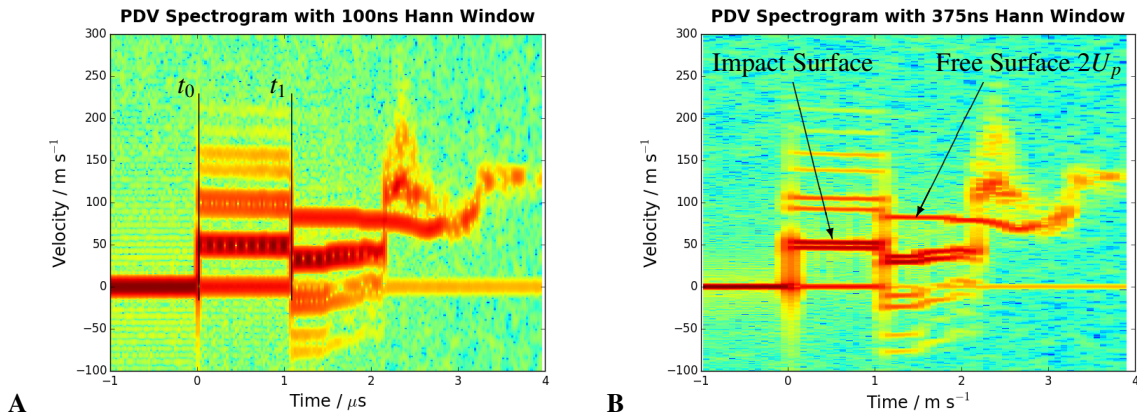 PDV Spectrogram with 100ns Hann Window
300
250
200
150
100
50
0
−50
−100
Velocity / m s⁻¹
t₀
t₁
−1 0 1 2 3 4
Time / μs
A
PDV Spectrogram with 375ns Hann Window
300
250
200
150
100
50
0
−50
−100
Velocity / m s⁻¹
Impact Surface
Free Surface 2Uₚ
−1 0 1 2 3 4
Time / m s⁻¹
B